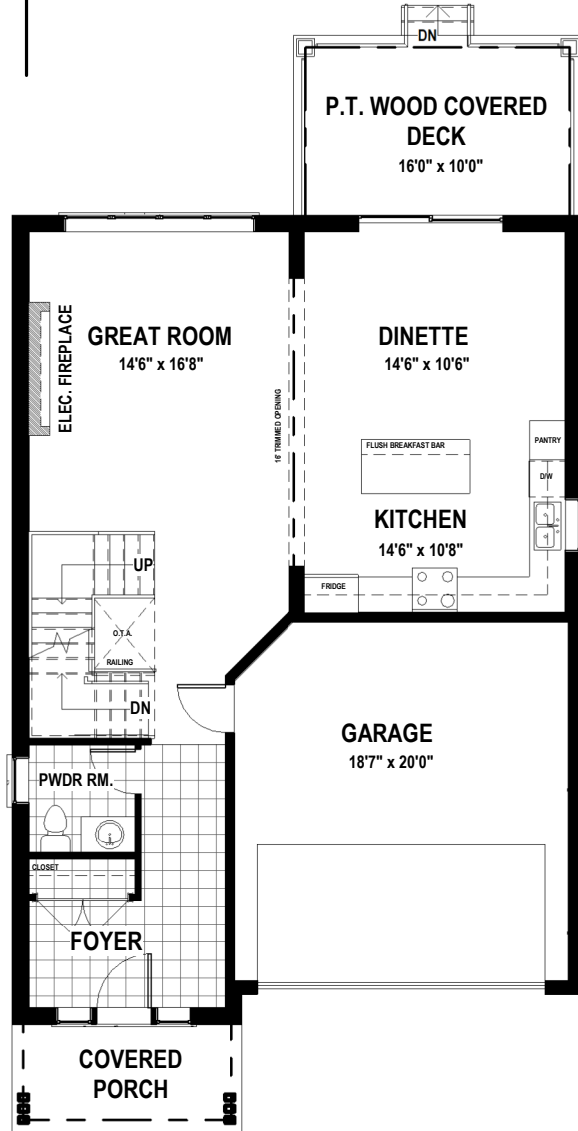 DN
P.T. WOOD COVERED
DECK
16'0" x 10'0"
ELEC. FIREPLACE
GREAT ROOM
14'6" x 16'8"
16' TRIMMED OPENING
DINETTE
14'6" x 10'6"
FLUSH BREAKFAST BAR
PANTRY
D/W
KITCHEN
14'6" x 10'8"
FRIDGE
UP
O.T.A.
RAILING
DN
GARAGE
18'7" x 20'0"
PWDR RM.
CLOSET
FOYER
COVERED
PORCH